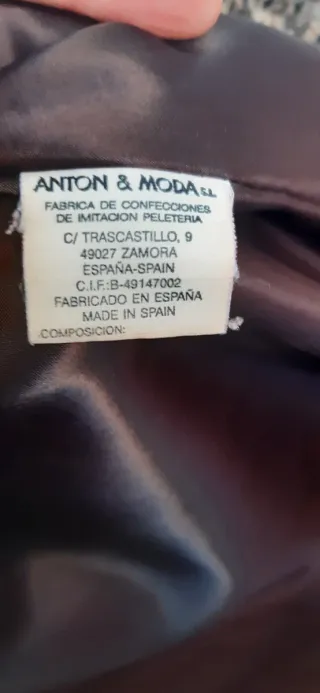 ANTON & MODA S.L.
FABRICA DE CONFECCIONES
DE IMITACION PELETERIA
C/ TRASCASTILLO, 9
49027 ZAMORA
ESPAÑA-SPAIN
C.I.F.:B-49147002
FABRICADO EN ESPAÑA
MADE IN SPAIN
COMPOSICION: